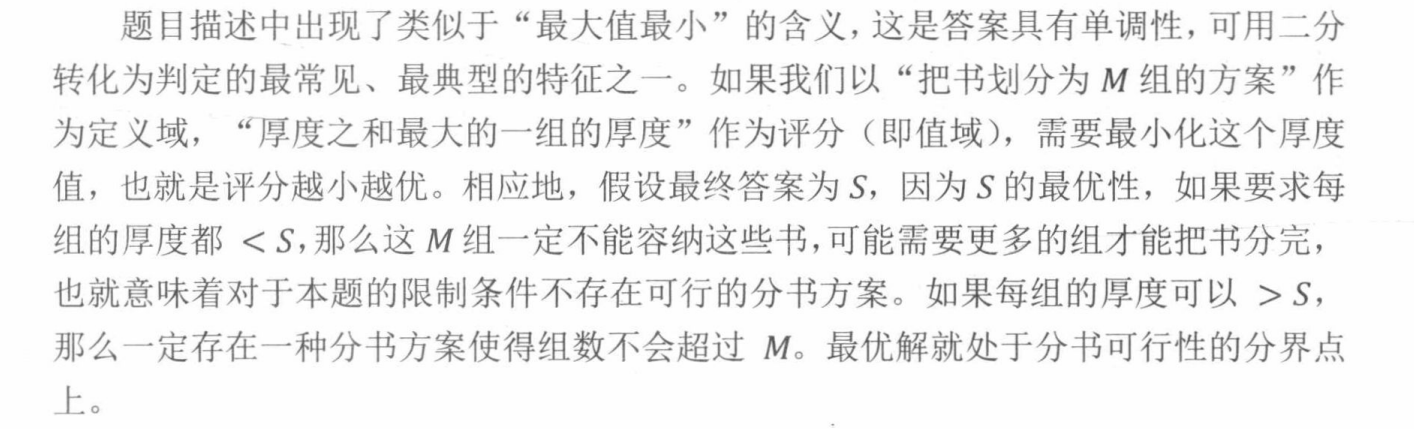 题目描述中出现了类似于“最大值最小”的含义，这是答案具有单调性，可用二分
转化为判定的最常见、最典型的特征之一。如果我们以“把书划分为 M 组的方案”作
为定义域，“厚度之和最大的一组的厚度”作为评分（即值域），需要最小化这个厚度
值，也就是评分越小越优。相应地，假设最终答案为 S，因为 S 的最优性，如果要求每
组的厚度都 < S，那么这 M 组一定不能容纳这些书，可能需要更多的组才能把书分完，
也就意味着对于本题的限制条件不存在可行的分书方案。如果每组的厚度可以 > S，
那么一定存在一种分书方案使得组数不会超过 M。最优解就处于分书可行性的分界点
上。